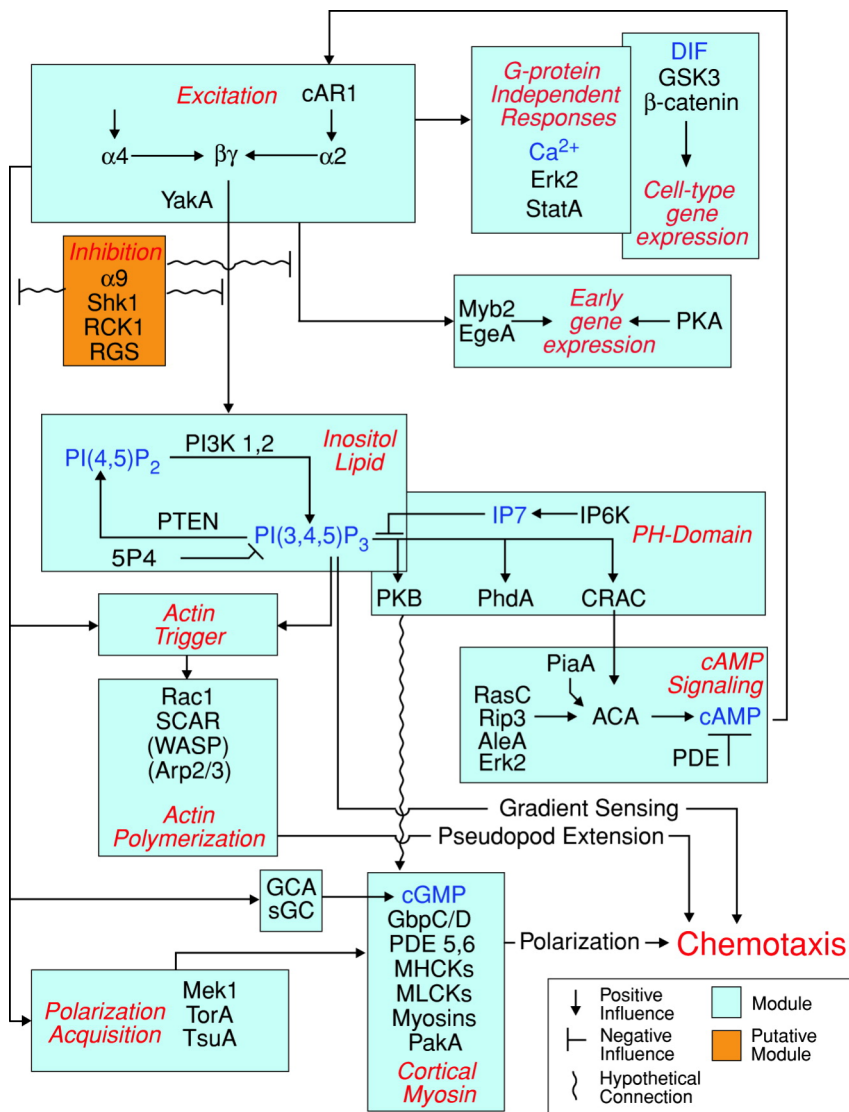 Excitation
cAR1
α4
βγ
α2
YakA
G-protein
Independent
Responses
Ca2+
Erk2
StatA
DIF
GSK3
β-catenin
Cell-type
gene
expression
Inhibition
α9
Shk1
RCK1
RGS
Myb2
EgeA
Early
gene
expression
PKA
Inositol
Lipid
PI(4,5)P2
PI3K 1,2
PTEN
PI(3,4,5)P3
5P4
IP7
IP6K
PH-Domain
PKB
PhdA
CRAC
Actin
Trigger
Rac1
SCAR
(WASP)
(Arp2/3)
Actin
Polymerization
PiaA
cAMP
Signaling
RasC
Rip3
AleA
Erk2
ACA
cAMP
PDE
Gradient Sensing
Pseudopod Extension
GCA
sGC
cGMP
GbpC/D
PDE 5,6
MHCKs
MLCKs
Myosins
PakA
Cortical
Myosin
Polarization
Chemotaxis
Polarization
Acquisition
Mek1
TorA
TsuA
Positive
Influence
Negative
Influence
Hypothetical
Connection
Module
Putative
Module